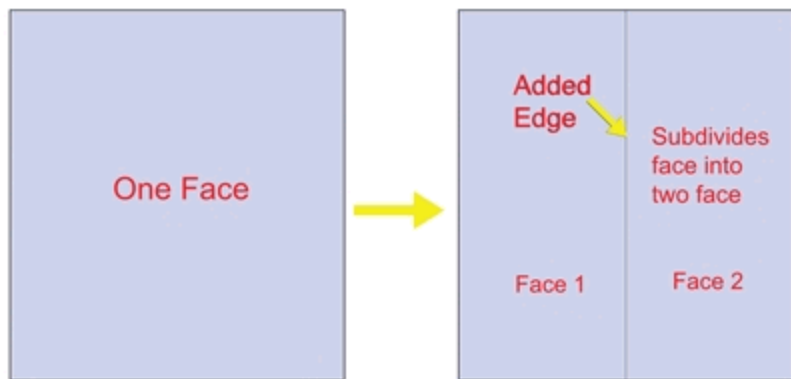 One Face
Added
Edge
Subdivides
face into
two face
Face 1
Face 2